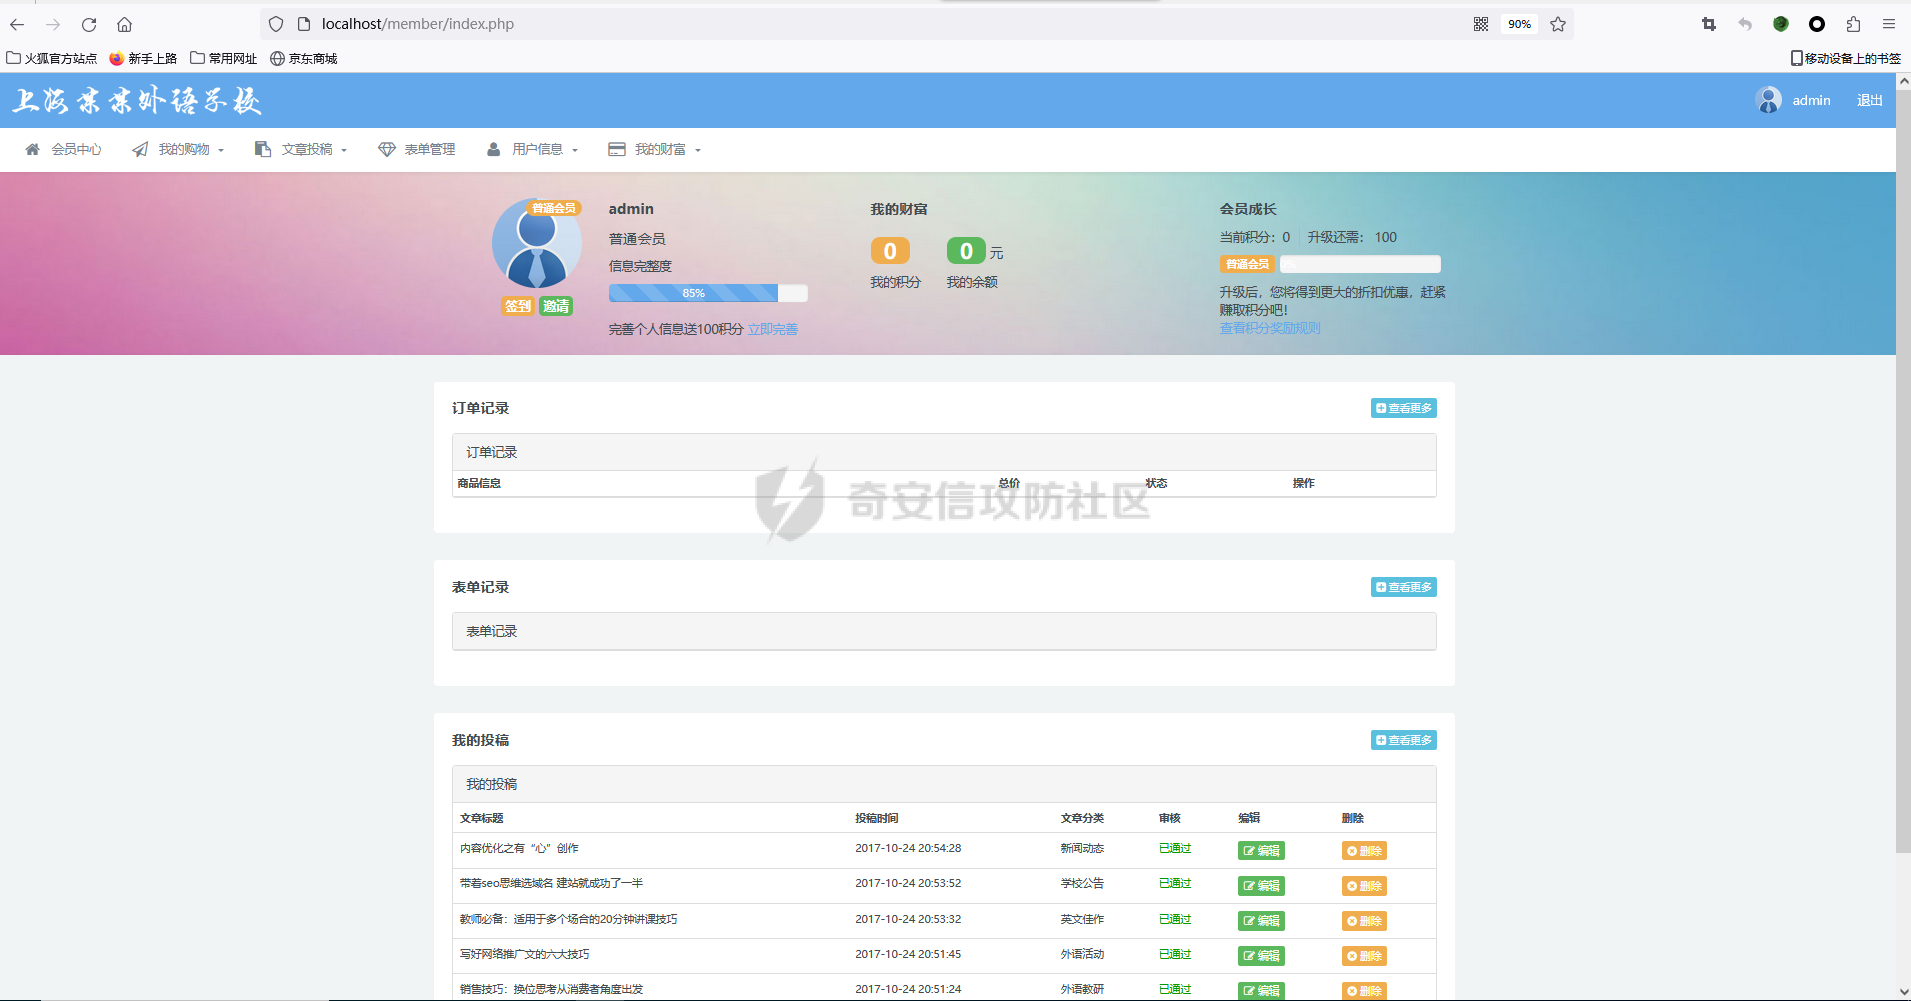 localhost/member/index.php
90%
火狐官方站点
新手上路
常用网址
京东商城
移动设备上的书签
上海某某外语学校
admin
退出
会员中心
我的购物
文章投稿
表单管理
用户信息
我的财富
普通会员
签到
邀请
admin
普通会员
信息完整度
85%
完善个人信息送100积分 立即完善
我的财富
0
0 元
我的积分
我的余额
会员成长
当前积分：0
升级还需： 100
普通会员
升级后，您将得到更大的折扣优惠，赶紧
赚取积分吧！
查看积分奖励规则
订单记录
查看更多
订单记录
商品信息 总价 状态 操作
奇安信攻防社区
表单记录
查看更多
表单记录
我的投稿
查看更多
我的投稿
文章标题 投稿时间 文章分类 审核 编辑 删除
内容优化之有“心”创作 2017-10-24 20:54:28 新闻动态 已通过 编辑 删除
带着seo思维选域名 建站就成功了一半 2017-10-24 20:53:52 学校公告 已通过 编辑 删除
教师必备：适用于多个场合的20分钟讲课技巧 2017-10-24 20:53:32 英文佳作 已通过 编辑 删除
写好网络推广文的六大技巧 2017-10-24 20:51:45 外语活动 已通过 编辑 删除
销售技巧：换位思考从消费者角度出发 2017-10-24 20:51:24 外语教研 已通过 编辑 删除